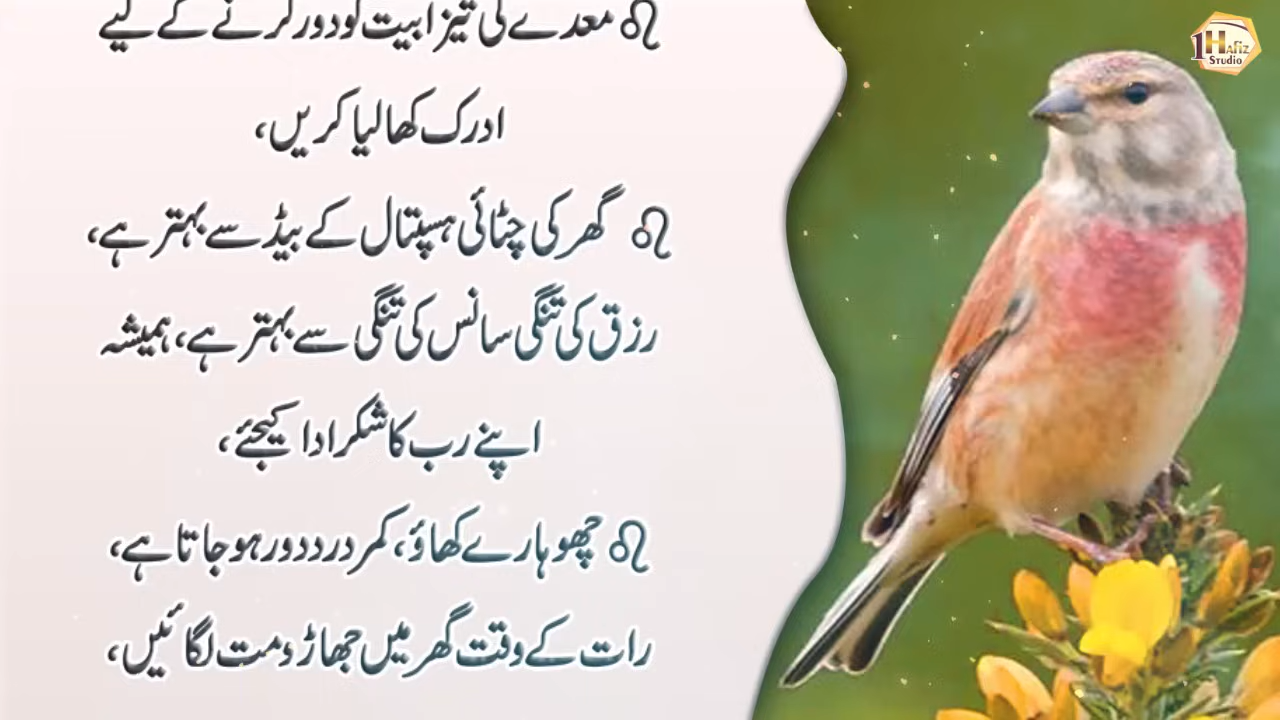 معدے کی تیزابیت کو دور کرنے کے لیے
ادرک کھا لیا کریں،
گھر کی چٹائی ہسپتال کے بیڈ سے بہتر ہے،
رزق کی تنگی سانس کی تنگی سے بہتر ہے، ہمیشہ
اپنے رب کا شکر ادا کیجئے،
چھوہارے کھاؤ، کمر درد دور ہو جاتا ہے،
رات کے وقت گھر میں جھاڑو مت لگائیں،
1Hafiz
Studio